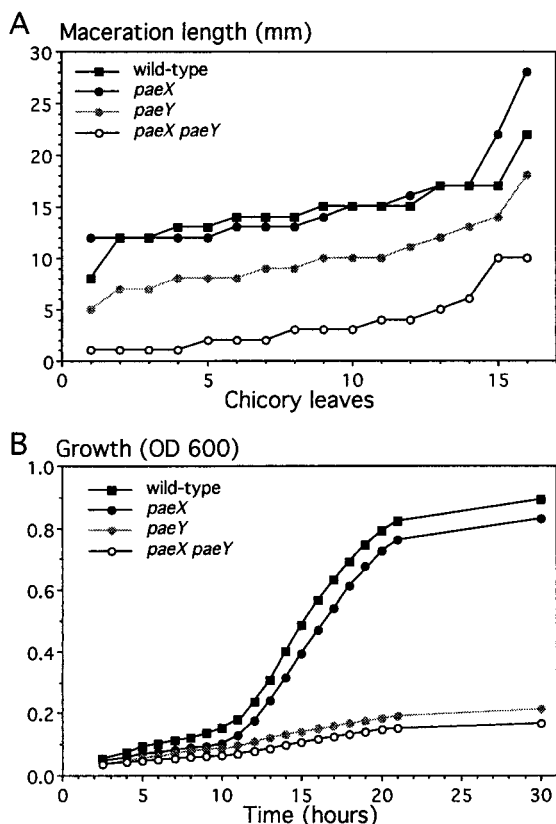 A
Maceration length (mm)
wild-type
paeX
paeY
paeX paeY
30
25
20
15
10
5
0
0 5 10 15
Chicory leaves
B
Growth (OD 600)
wild-type
paeX
paeY
paeX paeY
1.0
0.8
0.6
0.4
0.2
0.0
0 5 10 15 20 25 30
Time (hours)